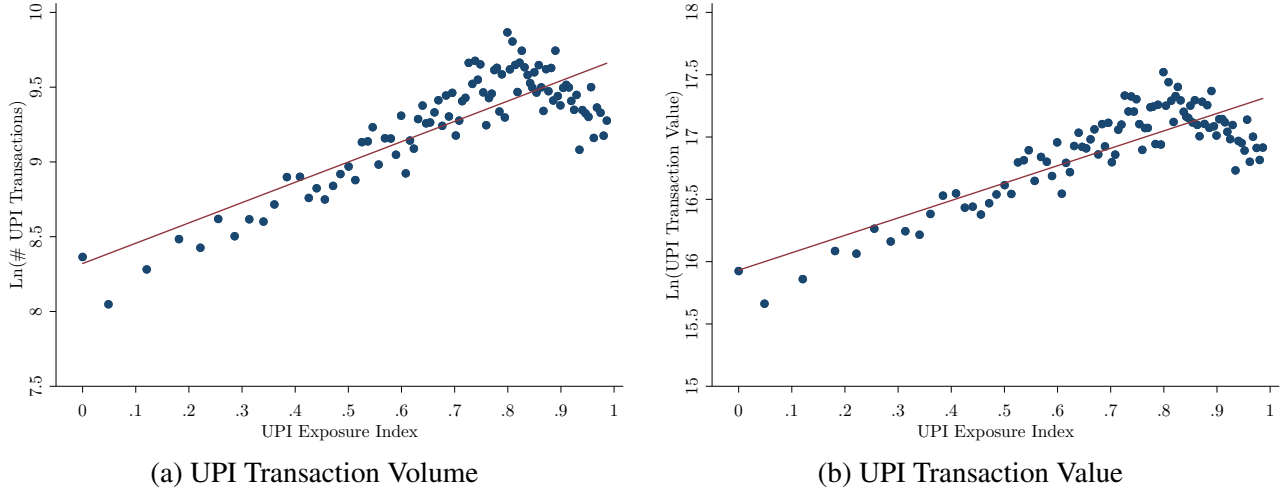 10
9.5
9
8.5
8
7.5
Ln(# UPI Transactions)
0 .1 .2 .3 .4 .5 .6 .7 .8 .9 1
UPI Exposure Index
(a) UPI Transaction Volume
18
17.5
17
16.5
16
15.5
15
Ln(UPI Transaction Value)
0 .1 .2 .3 .4 .5 .6 .7 .8 .9 1
UPI Exposure Index
(b) UPI Transaction Value